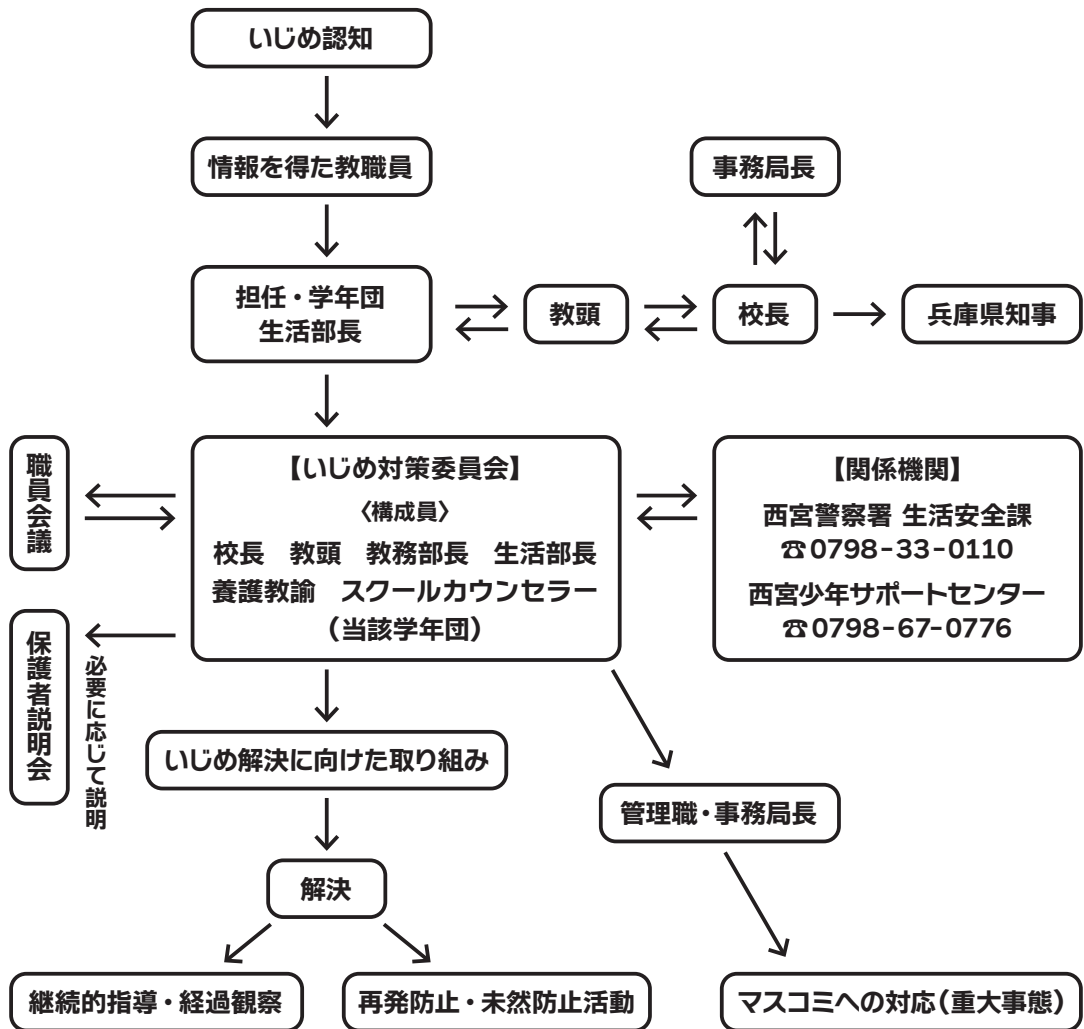 いじめ認知
情報を得た教職員
事務局長
担任・学年団
生活部長
教頭
校長
兵庫県知事
職員会議
【いじめ対策委員会】
〈構成員〉
校長　教頭　教務部長　生活部長
養護教諭　スクールカウンセラー
（当該学年団）
【関係機関】
西宮警察署 生活安全課
☎0798-33-0110
西宮少年サポートセンター
☎0798-67-0776
保護者説明会
必要に応じて説明
いじめ解決に向けた取り組み
管理職・事務局長
解決
継続的指導・経過観察
再発防止・未然防止活動
マスコミへの対応（重大事態）